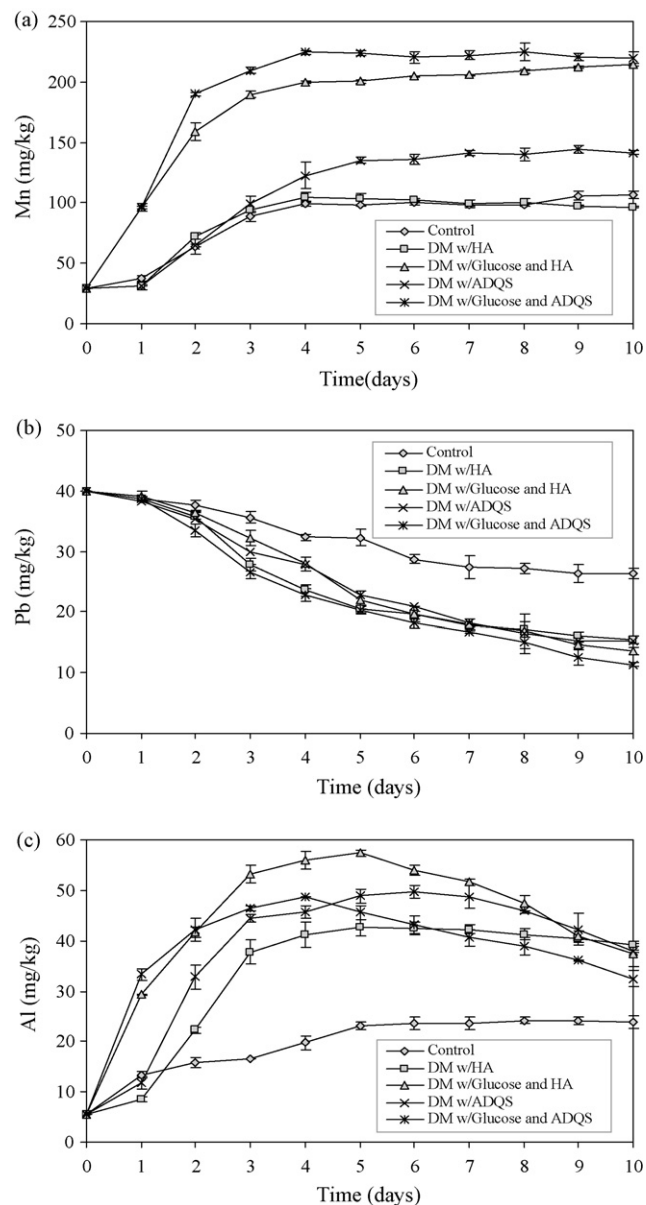 (a)
250
200
150
100
50
0
Mn (mg/kg)
Control
DM w/HA
DM w/Glucose and HA
DM w/ADQS
DM w/Glucose and ADQS
0 1 2 3 4 5 6 7 8 9 10
Time(days)
(b)
50
40
30
20
10
0
Pb (mg/kg)
Control
DM w/HA
DM w/Glucose and HA
DM w/ADQS
DM w/Glucose and ADQS
0 1 2 3 4 5 6 7 8 9 10
Time (days)
(c)
60
50
40
30
20
10
0
Al (mg/kg)
Control
DM w/HA
DM w/Glucose and HA
DM w/ADQS
DM w/Glucose and ADQS
0 1 2 3 4 5 6 7 8 9 10
Time (days)